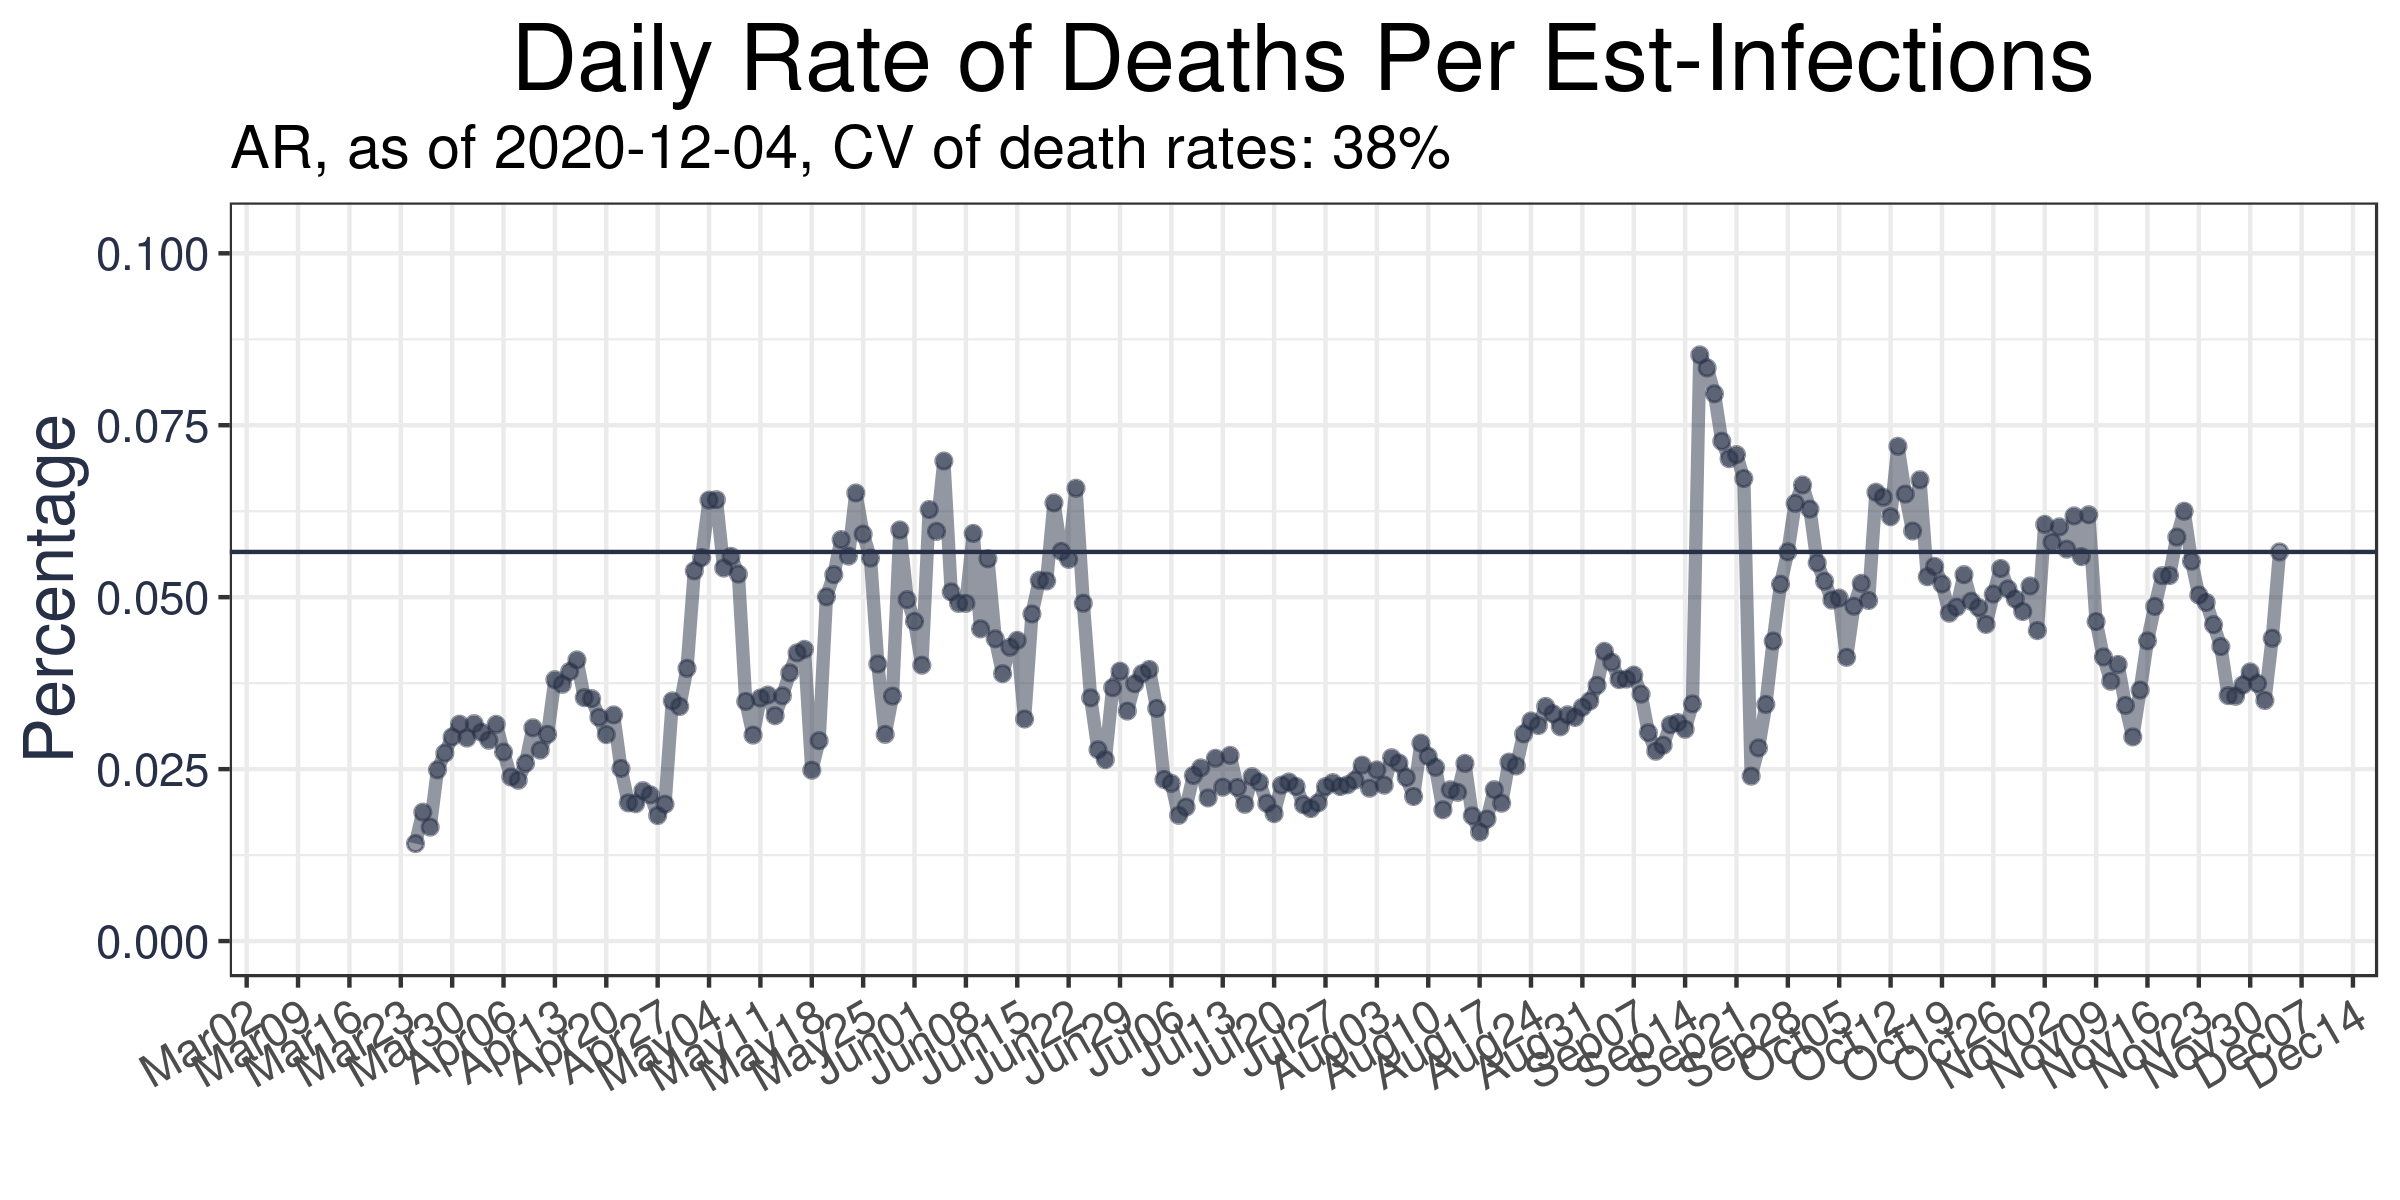 Daily Rate of Deaths Per Est-Infections
AR, as of 2020-12-04, CV of death rates: 38%
Percentage
0.100
0.075
0.050
0.025
0.000
Mar02
Mar09
Mar16
Mar23
Mar30
Apr06
Apr13
Apr20
Apr27
May04
May11
May18
May25
Jun01
Jun08
Jun15
Jun22
Jun29
Jul06
Jul13
Jul20
Jul27
Aug03
Aug10
Aug17
Aug24
Aug31
Sep07
Sep14
Sep21
Sep28
Oct05
Oct12
Oct19
Oct26
Nov02
Nov09
Nov16
Nov23
Nov30
Dec07
Dec14